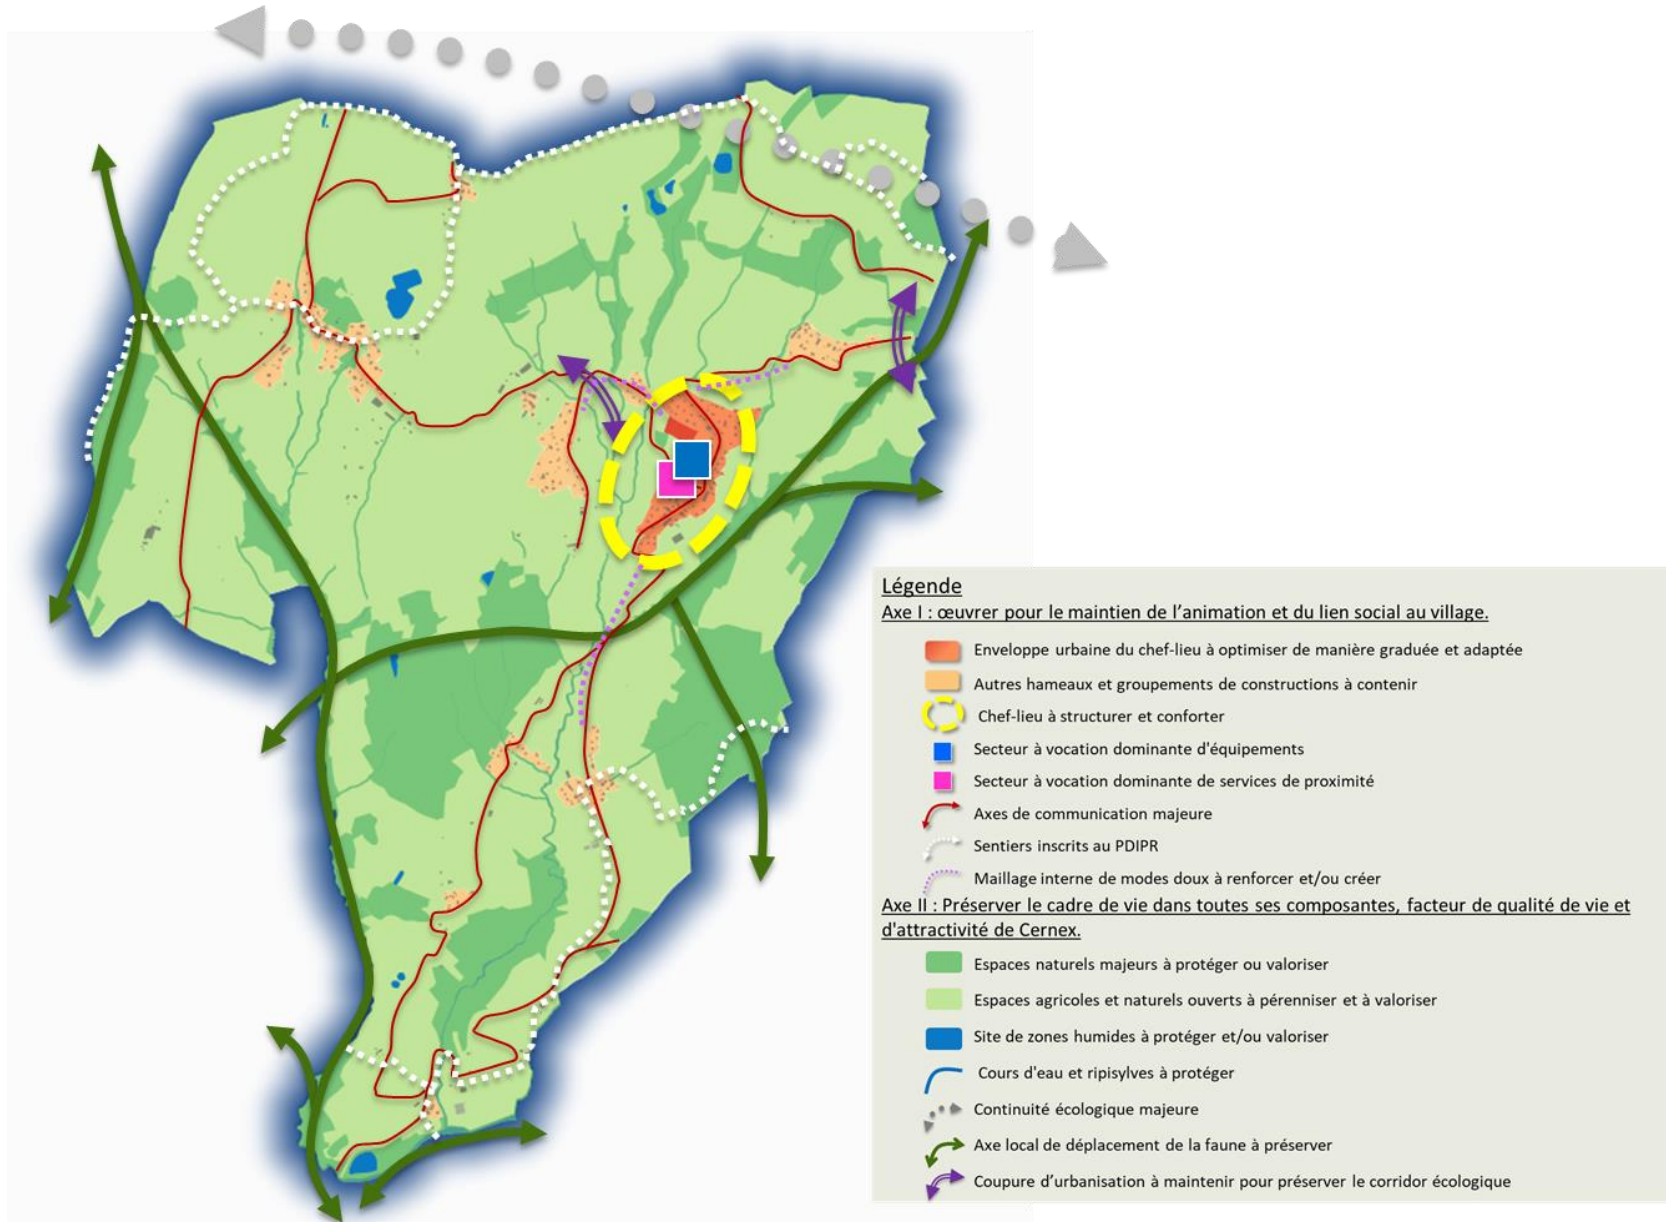 Légende
Axe I : œuvrer pour le maintien de l’animation et du lien social au village.
Enveloppe urbaine du chef-lieu à optimiser de manière graduée et adaptée
Autres hameaux et groupements de constructions à contenir
Chef-lieu à structurer et conforter
Secteur à vocation dominante d'équipements
Secteur à vocation dominante de services de proximité
Axes de communication majeure
Sentiers inscrits au PDIPR
Maillage interne de modes doux à renforcer et/ou créer
Axe II : Préserver le cadre de vie dans toutes ses composantes, facteur de qualité de vie et
d'attractivité de Cernex.
Espaces naturels majeurs à protéger ou valoriser
Espaces agricoles et naturels ouverts à pérenniser et à valoriser
Site de zones humides à protéger et/ou valoriser
Cours d'eau et ripisylves à protéger
Continuité écologique majeure
Axe local de déplacement de la faune à préserver
Coupure d’urbanisation à maintenir pour préserver le corridor écologique